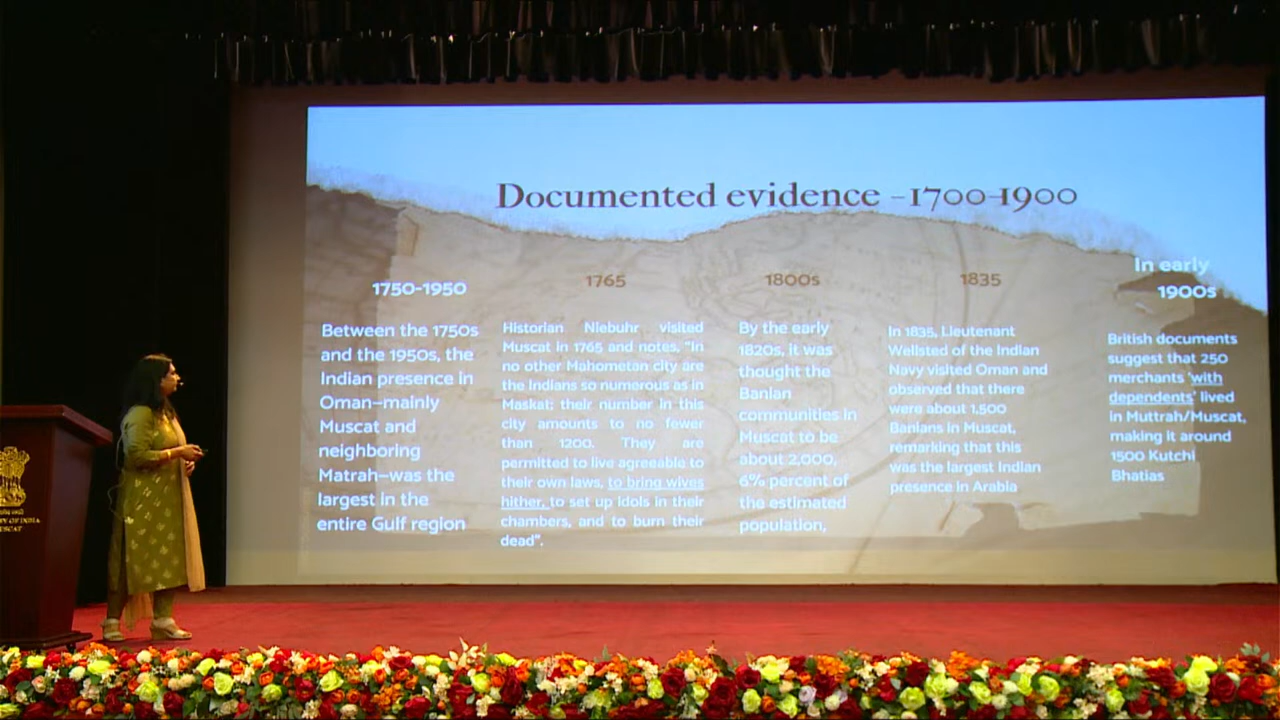 Documented evidence –1700-1900
1750-1950
Between the 1750s
and the 1950s, the
Indian presence in
Oman—mainly
Muscat and
neighboring
Matrah—was the
largest in the
entire Gulf region
1765
Historian Niebuhr visited
Muscat in 1765 and notes, "In
no other Mahometan city are
the Indians so numerous as in
Maskat: their number in this
city amounts to no fewer
than 1200. They are
permitted to live agreeable to
their own laws, to bring wives
hither, to set up idols in their
chambers, and to burn their
dead".
1800s
By the early
1820s, it was
thought the
Banian
communities in
Muscat to be
about 2,000,
6% percent of
the estimated
population,
1835
In 1835, Lieutenant
Wellsted of the Indian
Navy visited Oman and
observed that there
were about 1,500
Banians in Muscat,
remarking that this
was the largest Indian
presence in Arabia
In early
1900s
British documents
suggest that 250
merchants 'with
dependents' lived
in Muttrah/Muscat,
making it around
1500 Kutchi
Bhatias
OF INDIA